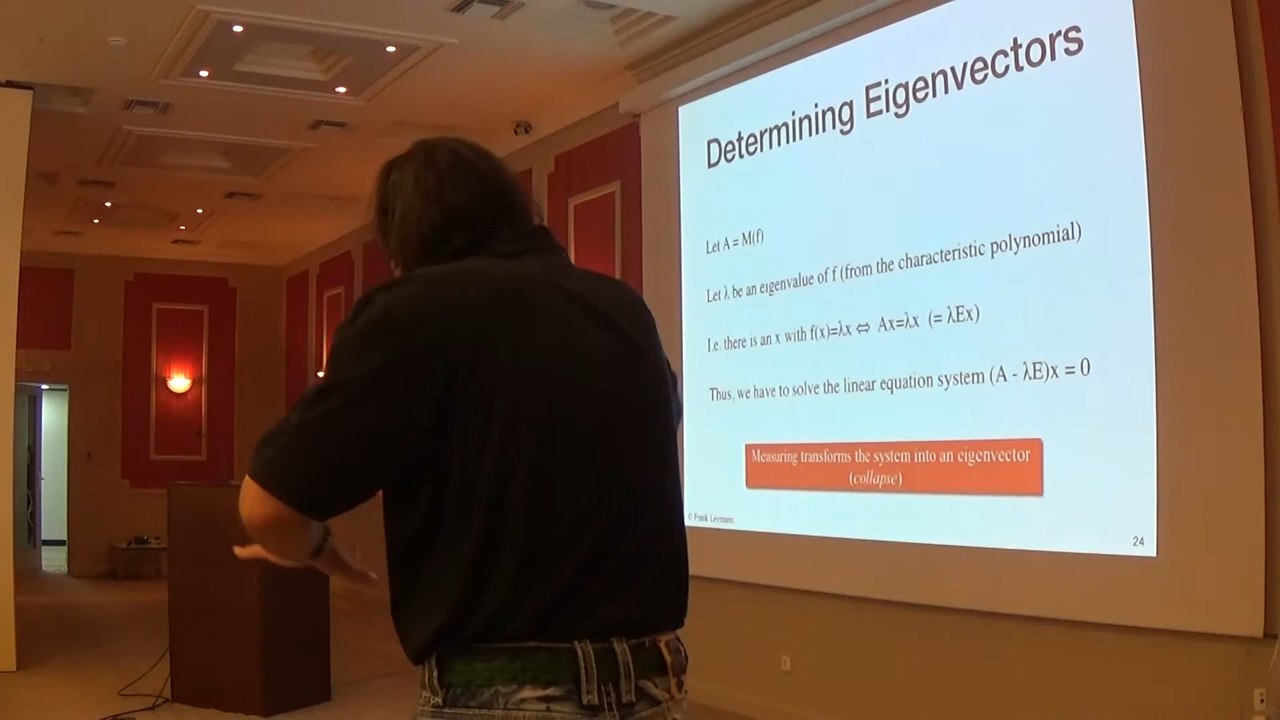 Determining Eigenvectors
Let A = M(f)
Let λ be an eigenvalue of f (from the characteristic polynomial)
I.e. there is an x with f(x)=λx ⇔ Ax=λx (= λEx)
Thus, we have to solve the linear equation system (A - λE)x = 0
Measuring transforms the system into an eigenvector
(collapse)
© Frank Leymann
24